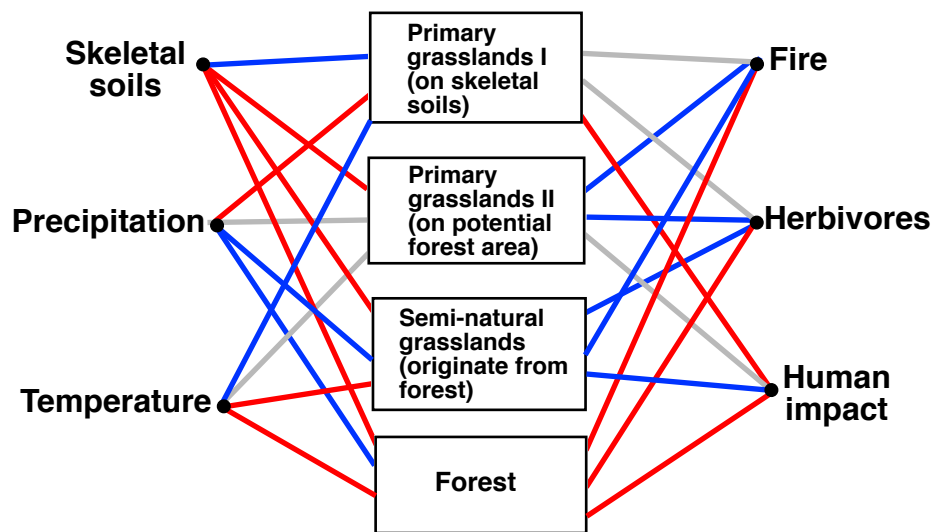 Skeletal
soils
Precipitation
Temperature
Primary
grasslands I
(on skeletal
soils)
Primary
grasslands II
(on potential
forest area)
Semi-natural
grasslands
(originate from
forest)
Forest
Fire
Herbivores
Human
impact